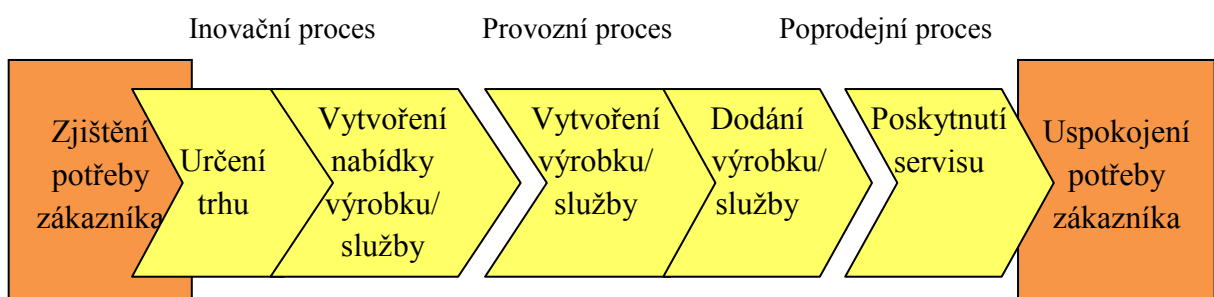 Inovační proces
Provozní proces
Poprodejní proces
Zjištění
potřeby
zákazníka
Určení
trhu
Vytvoření
nabídky
výrobku/
služby
Vytvoření
výrobku/
služby
Dodání
výrobku/
služby
Poskytnutí
servisu
Uspokojení
potřeby
zákazníka